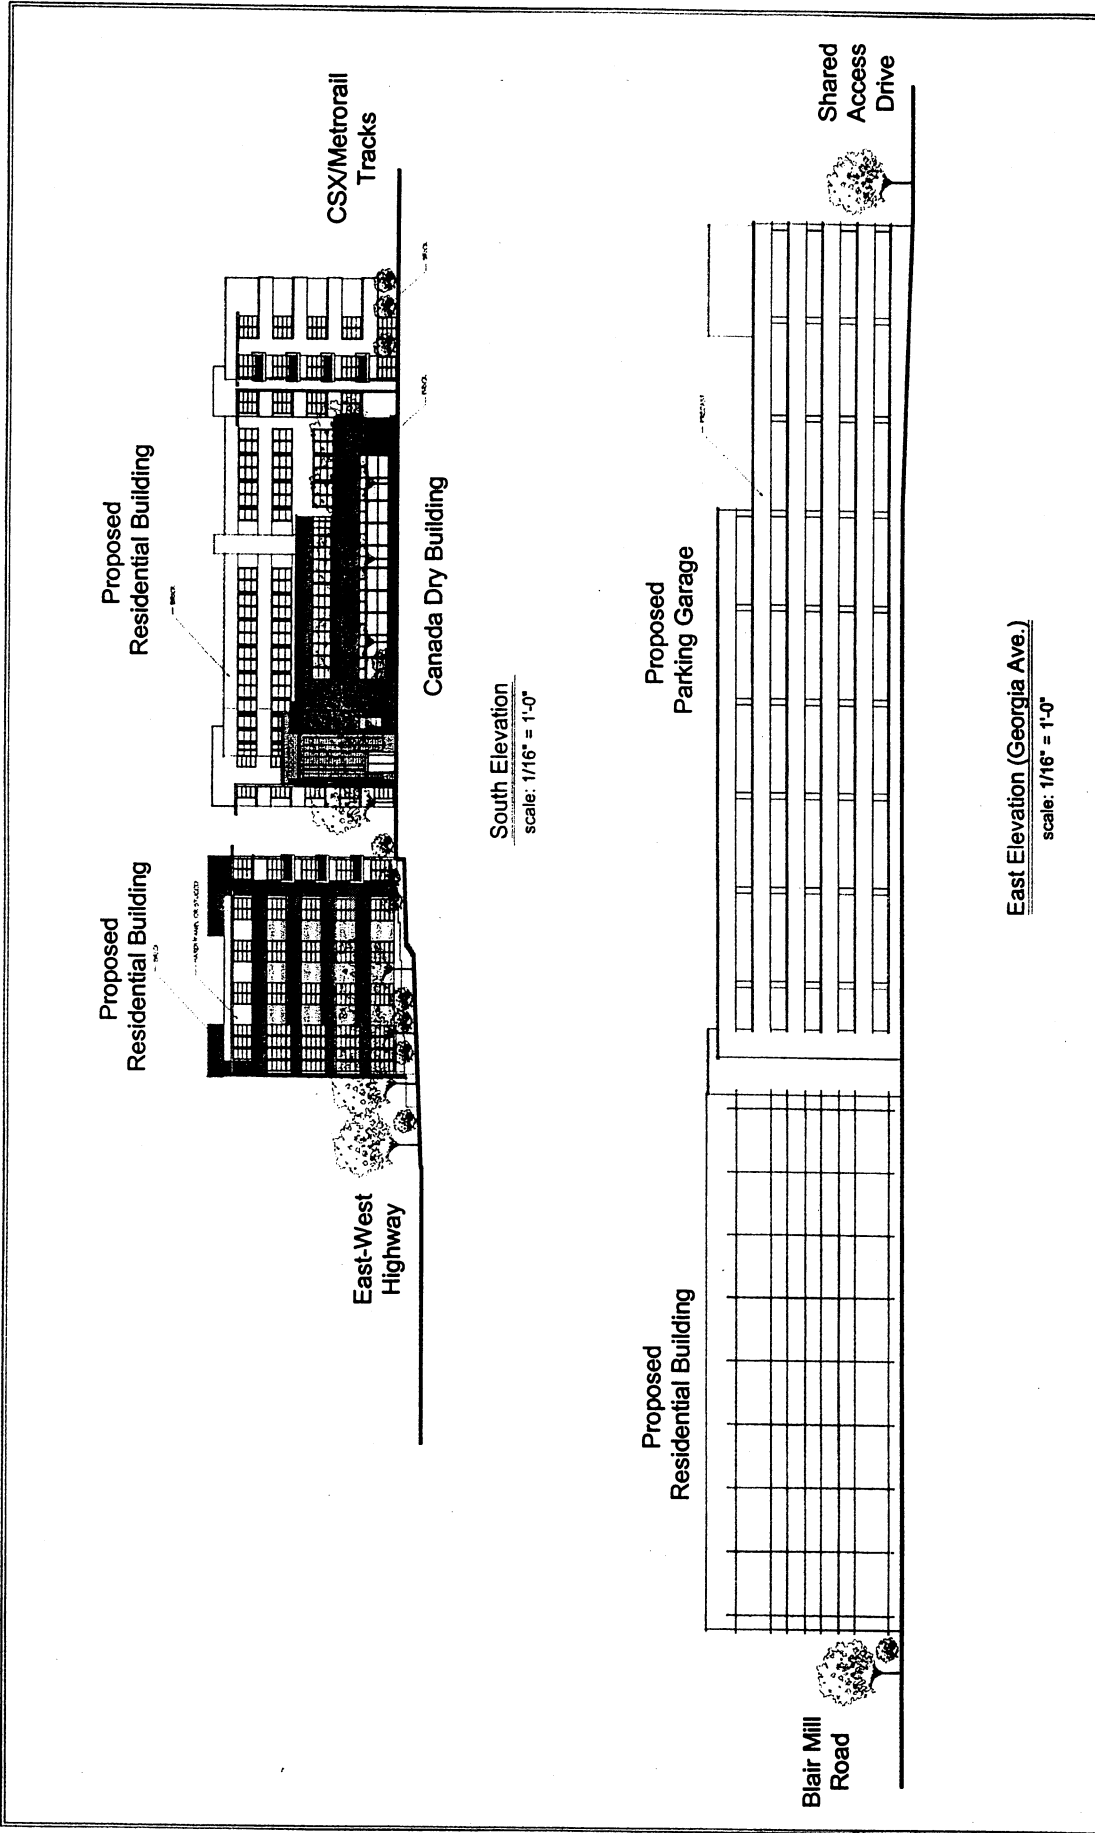 Proposed
Residential Building
Proposed
Residential Building
BRICK
CSX/Metrorail
Tracks
East-West
Highway
Canada Dry Building
South Elevation
scale: 1/16" = 1'-0"
Proposed
Residential Building
Proposed
Parking Garage
PRECAST
Shared
Access
Drive
Blair Mill
Road
East Elevation (Georgia Ave.)
scale: 1/16" = 1'-0"